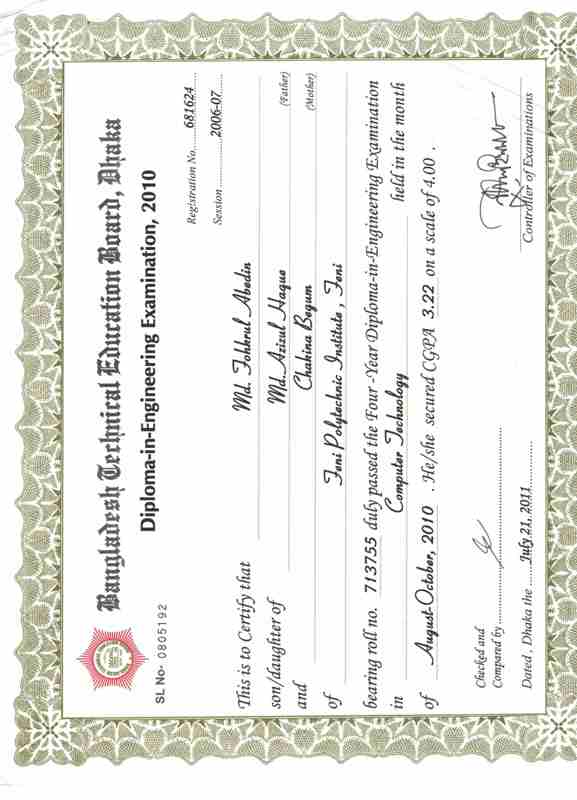 Bangladesh Technical Education Board, Dhaka
Diploma-in-Engineering Examination, 2010
SL No- 0805192
Registration No......681624......
Session ...............2006-07......
This is to Certify that Md. Fohkrul Abedin
son/daughter of Md. Azizul Haque (Father)
and Chakina Begum (Mother)
of Feni Polytechnic Institute, Feni
bearing roll no. 713755 duly passed the Four -Year Diploma-in-Engineering Examination
in Computer Technology held in the month
of August-October, 2010 . He/she secured CGPA 3.22 on a scale of 4.00 .
Checked and
Compared by ........................................
Dated , Dhaka the ......July 21, 2011............
Controller of Examinations